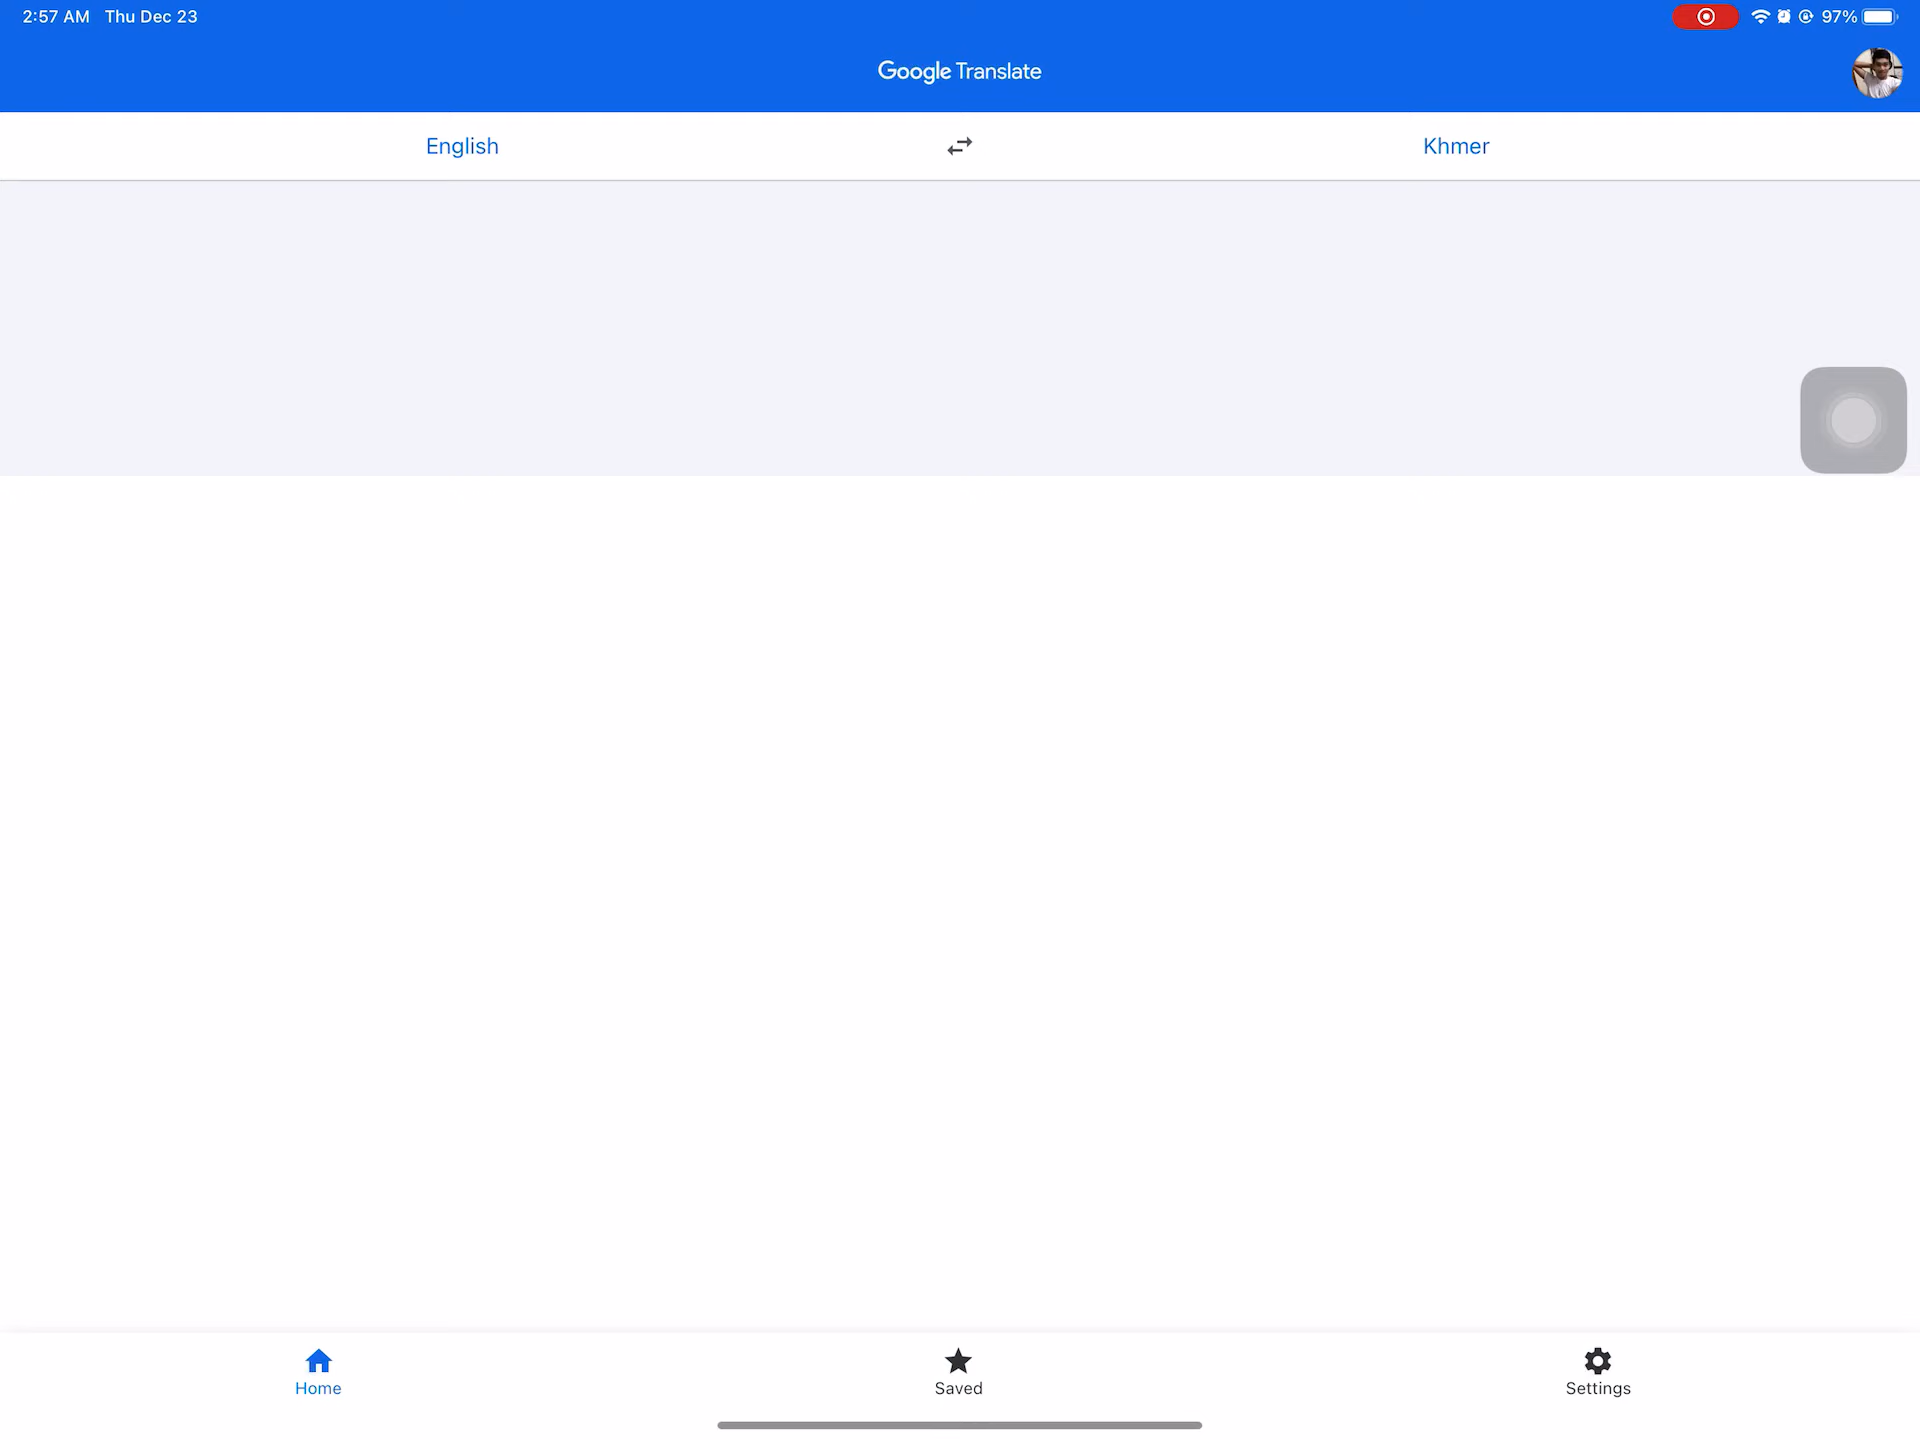 2:57 AM Thu Dec 23
97%
Google Translate
English
Khmer
Home
Saved
Settings